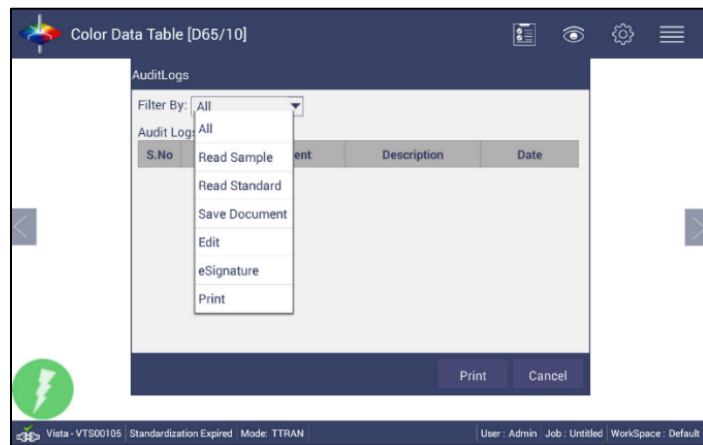 Color Data Table [D65/10]
AuditLogs
Filter By: All
Audit Logs
All
S.No Description Date
Read Sample
Read Standard
Save Document
Edit
eSignature
Print
Print Cancel
Vista - VTS00105 Standardization Expired Mode: TTRAN User : Admin Job : Untitled WorkSpace : Default